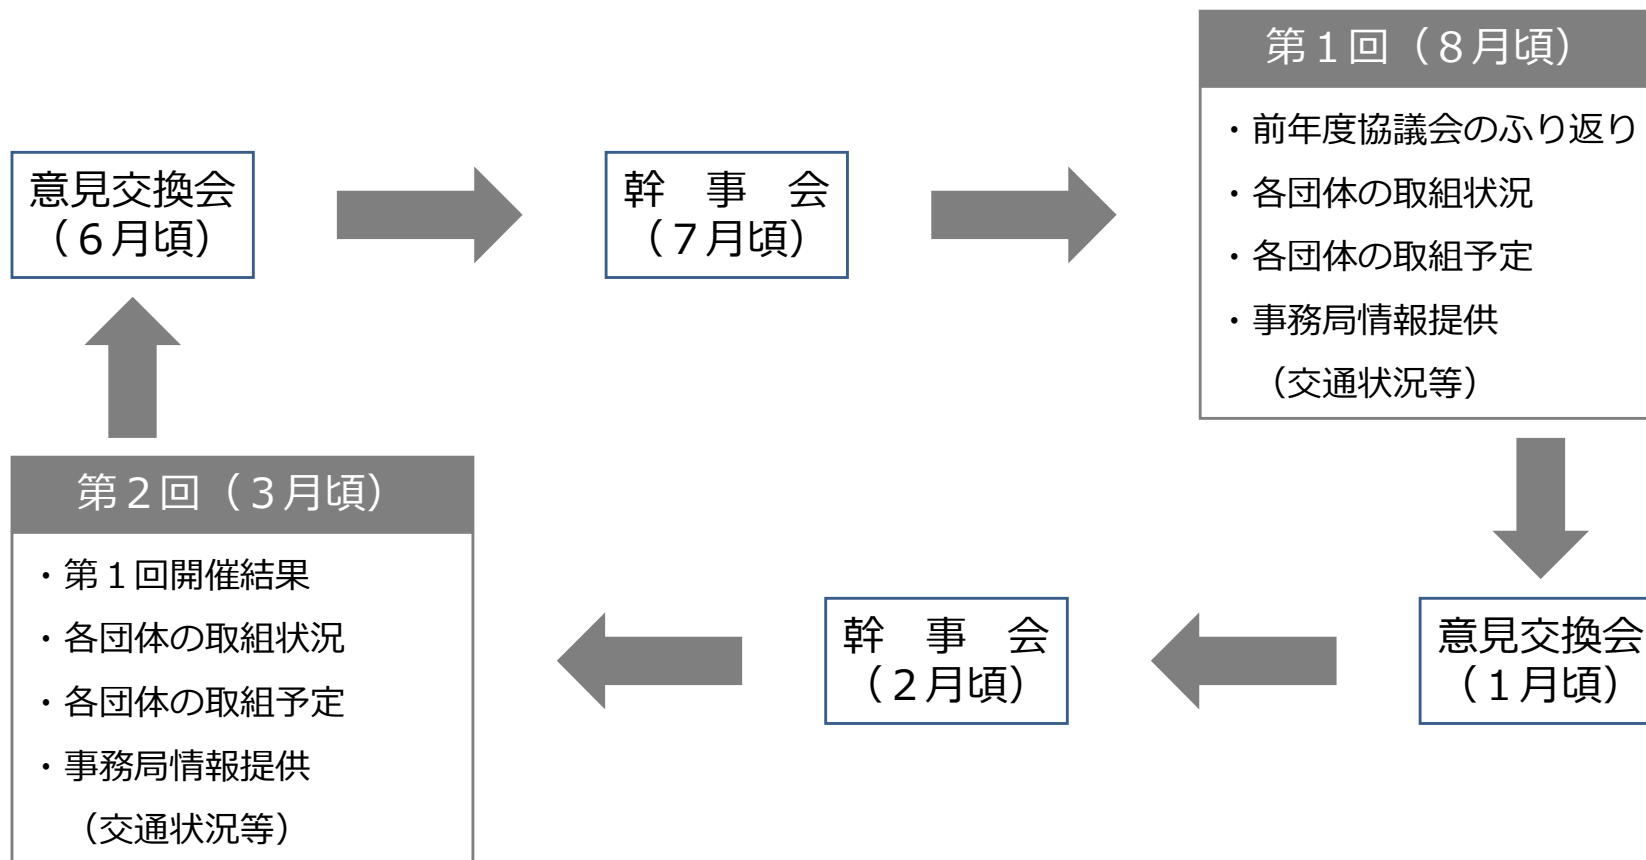 意見交換会
（６月頃）
幹　事　会
（７月頃）
第１回（８月頃）
・前年度協議会のふり返り
・各団体の取組状況
・各団体の取組予定
・事務局情報提供
（交通状況等）
意見交換会
（１月頃）
幹　事　会
（２月頃）
第２回（３月頃）
・第１回開催結果
・各団体の取組状況
・各団体の取組予定
・事務局情報提供
（交通状況等）